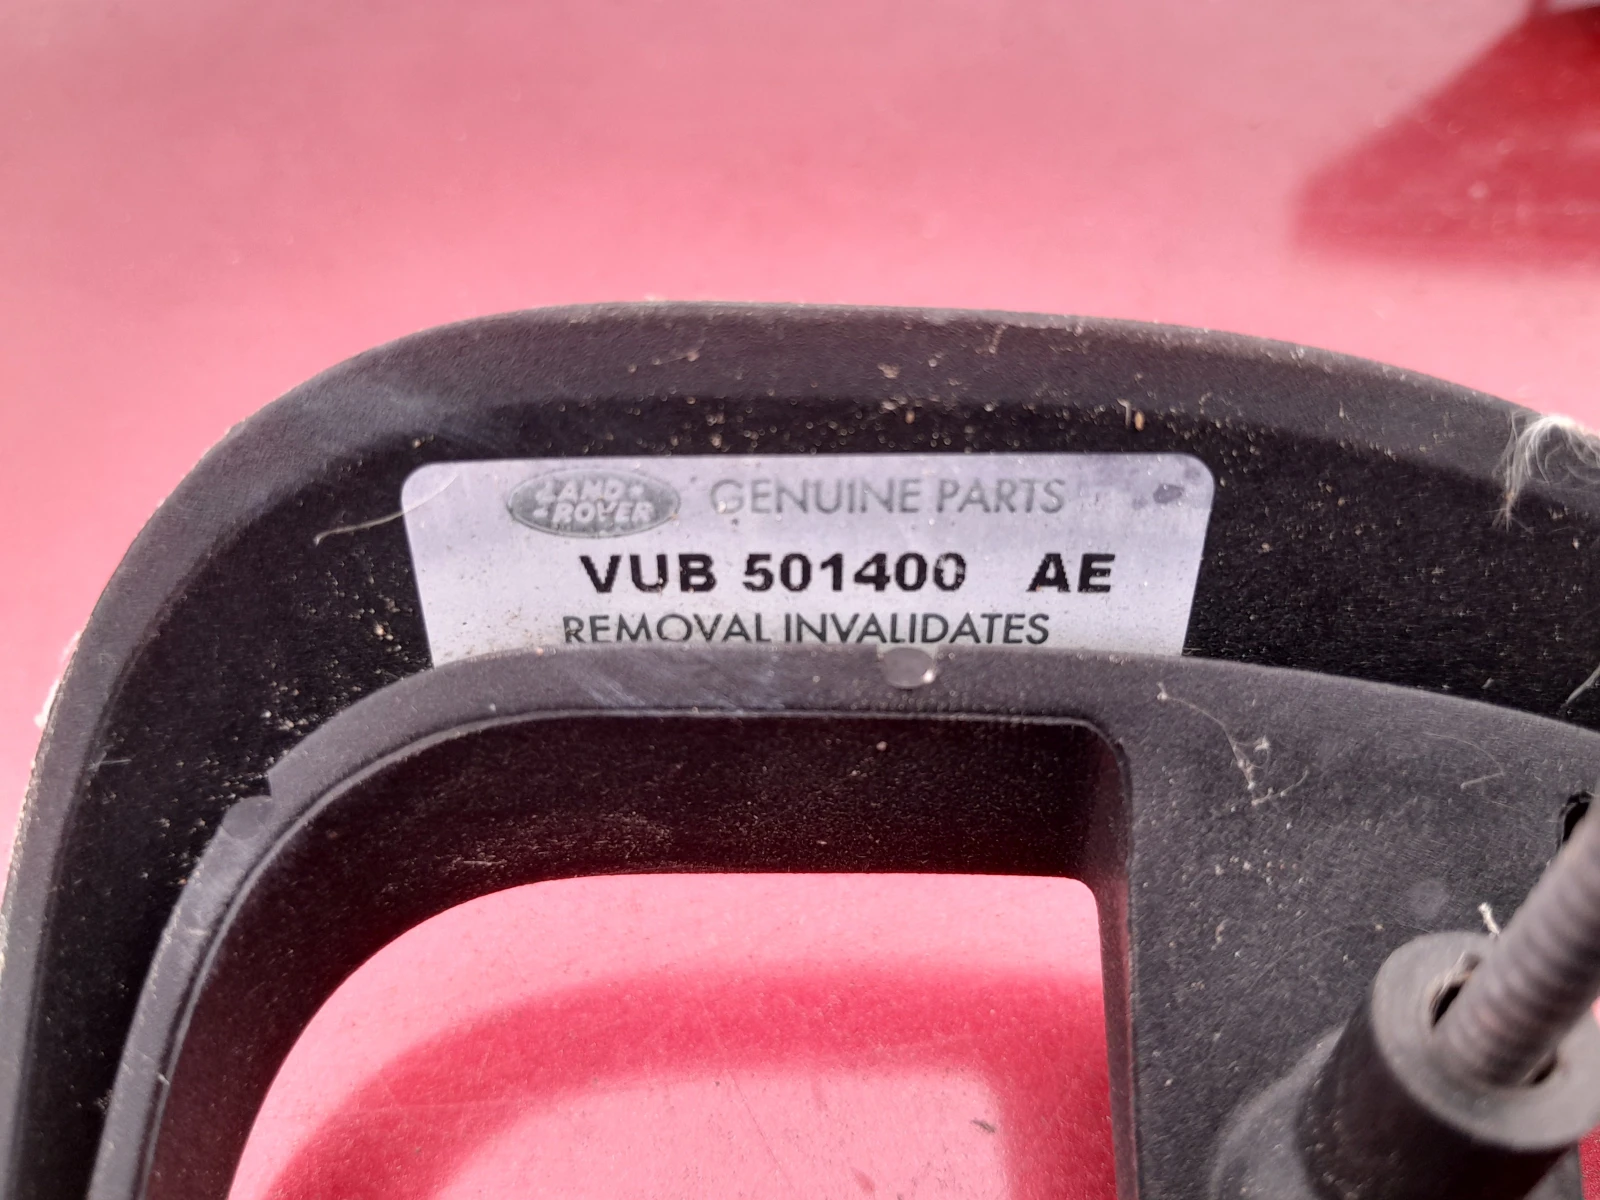 LAND ROVER GENUINE PARTS
VUB 501400 AE
REMOVAL INVALIDATES